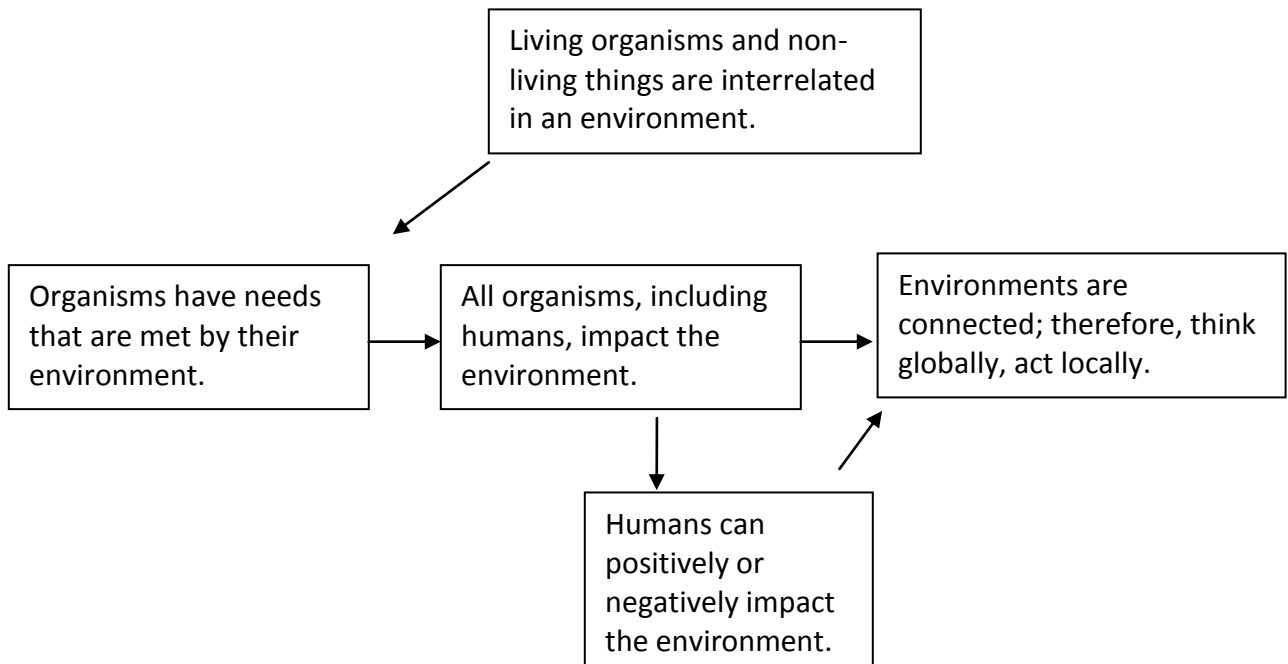 Living organisms and non-
living things are interrelated
in an environment.
Organisms have needs
that are met by their
environment.
All organisms, including
humans, impact the
environment.
Environments are
connected; therefore, think
globally, act locally.
Humans can
positively or
negatively impact
the environment.